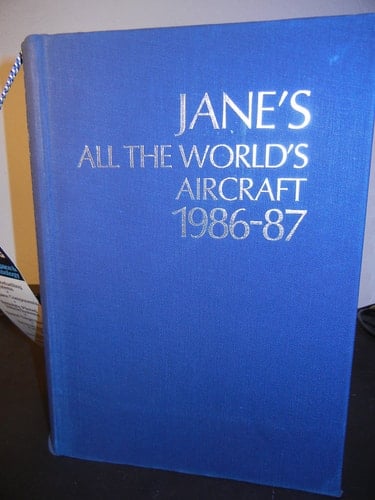 JANE'S
ALL THE WORLD'S
AIRCRAFT
1986-87